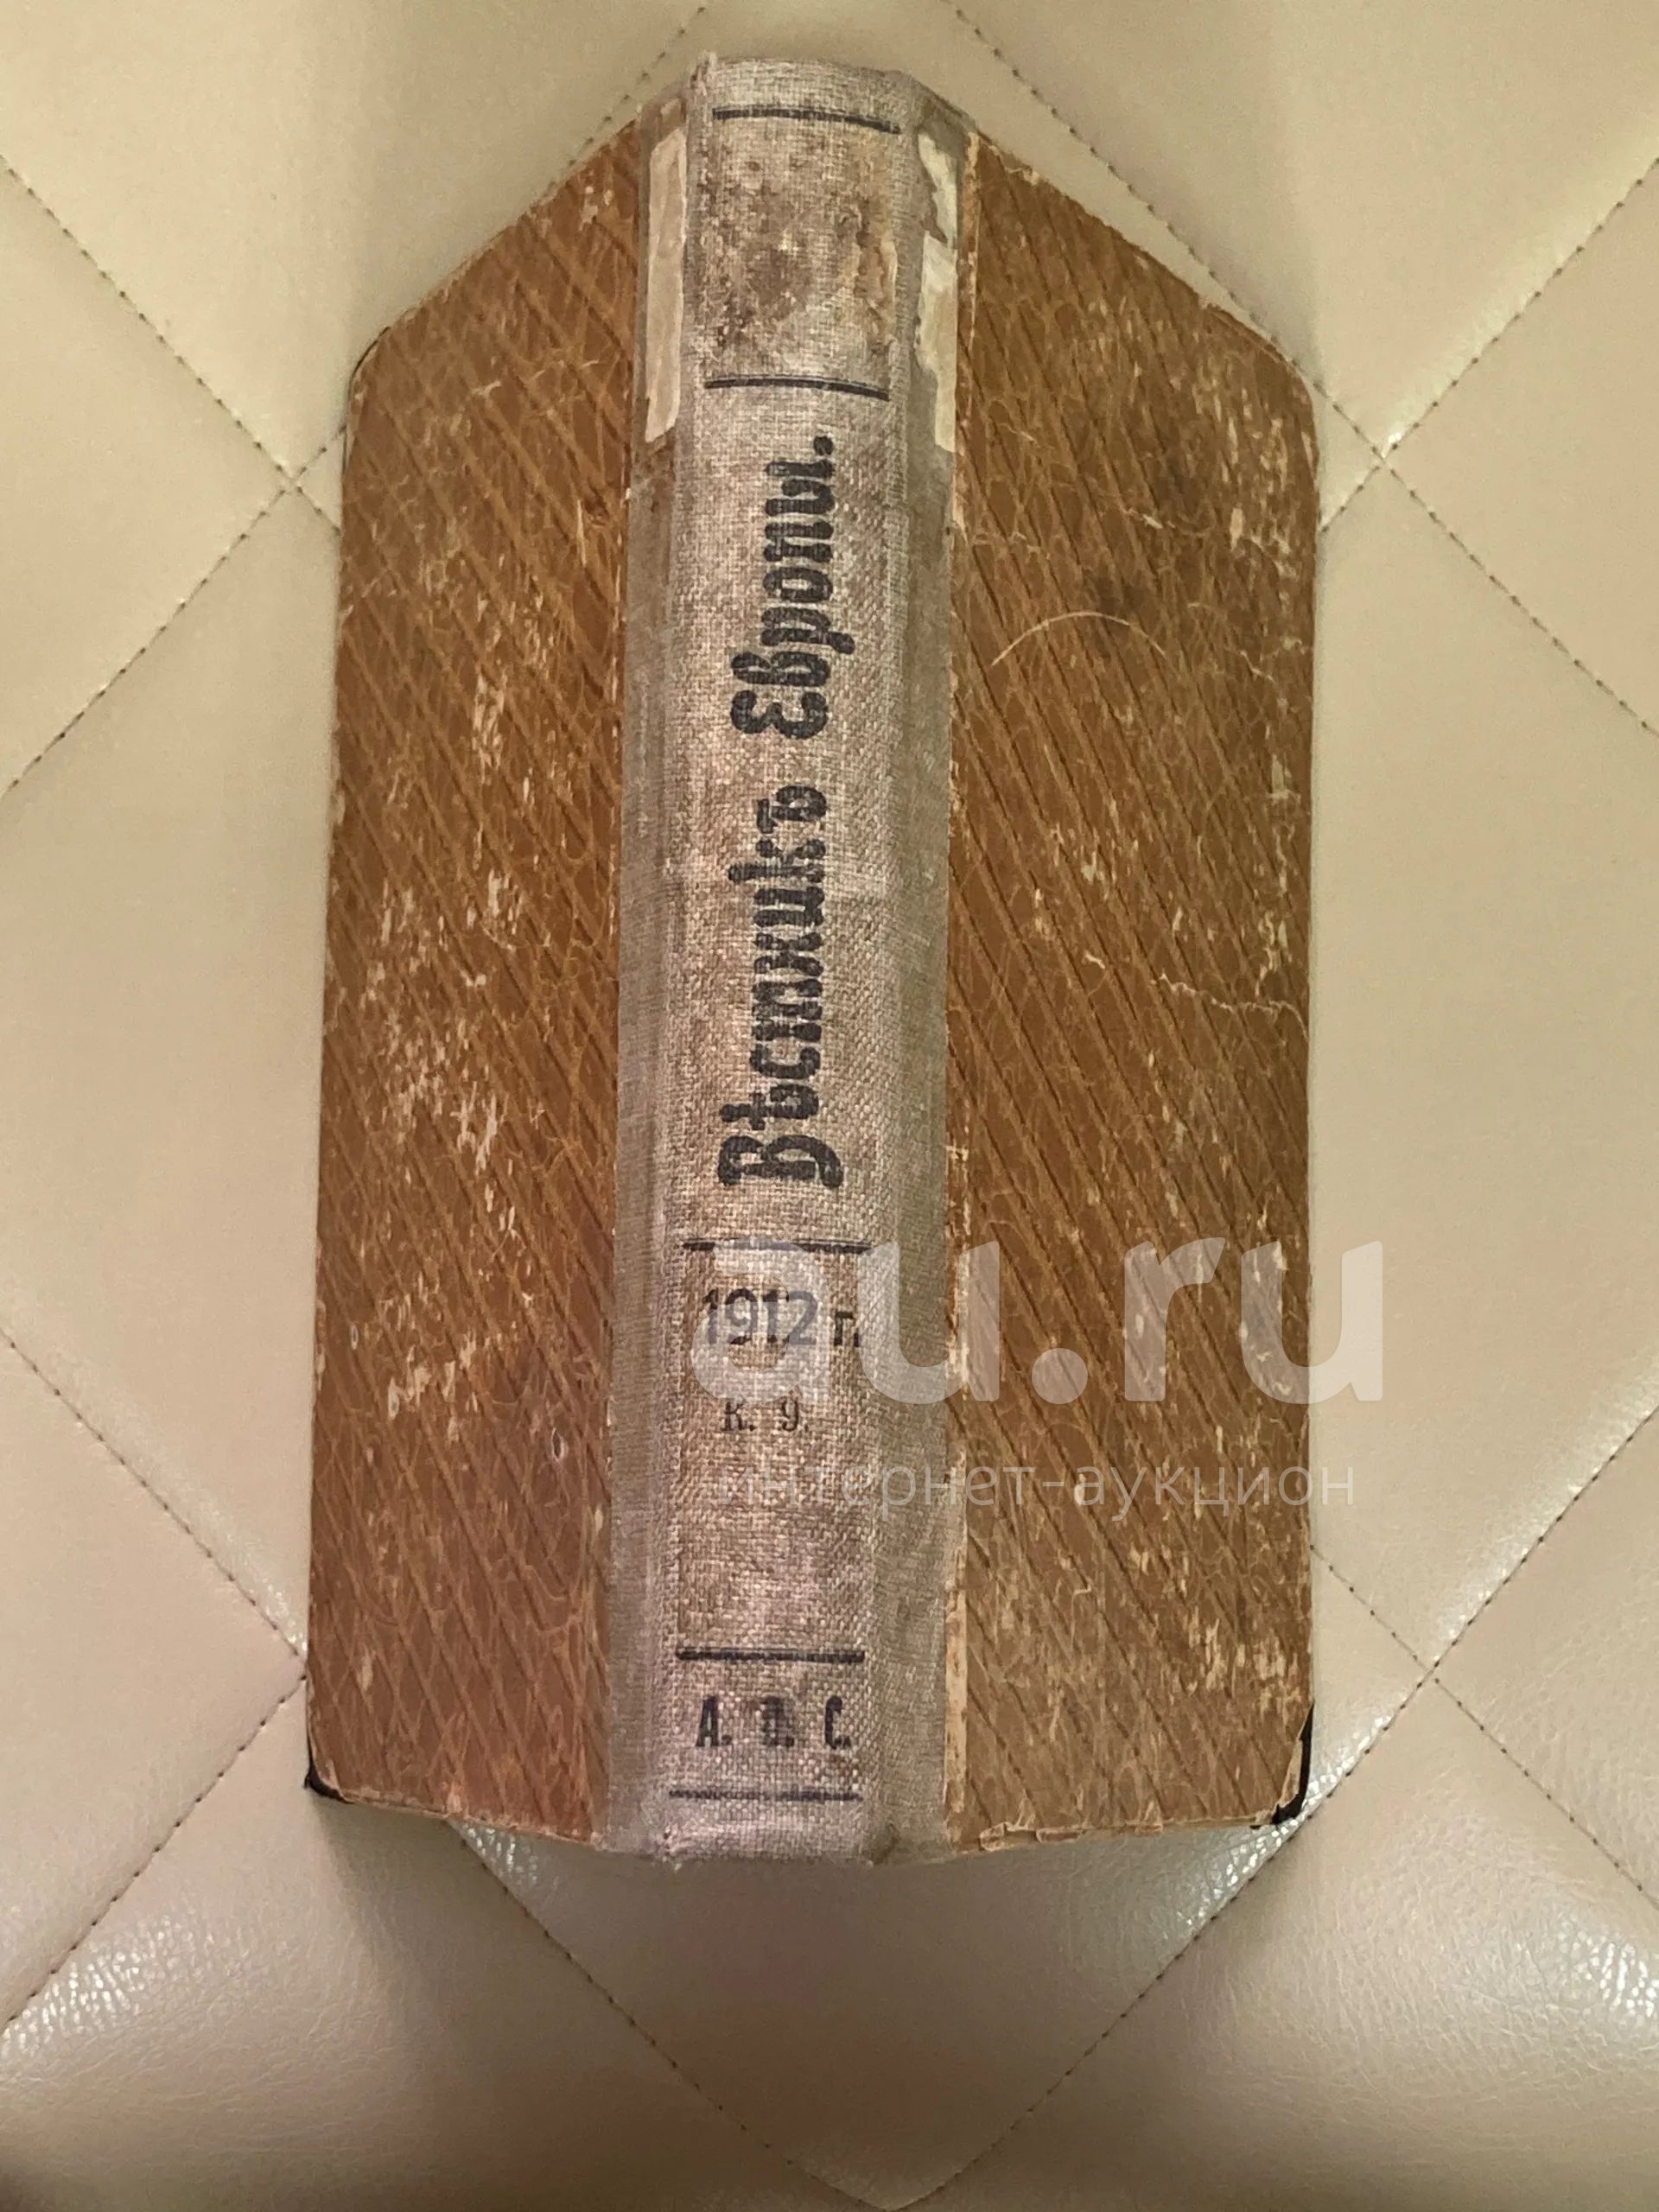 Вѣстникъ Европы.
1912 г.
К. 9.
А. П. С.
au.ru
интернет-аукцион